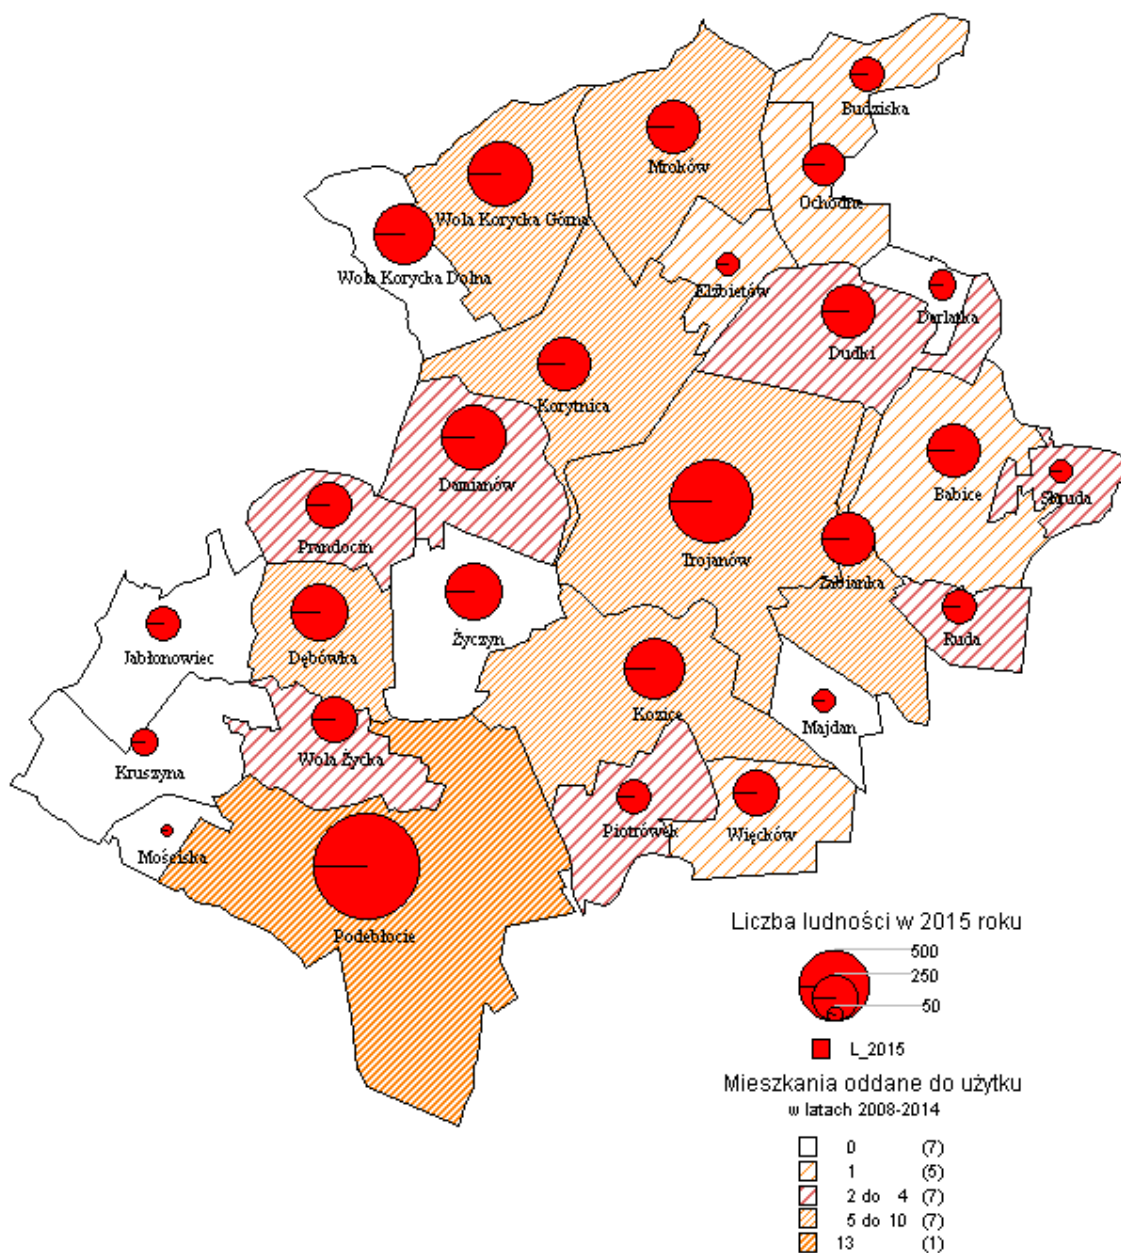 Budziska
Mroków
Ochodne
Wola Korycka Górna
Wola Korycka Dolna
Elżbietów
Derlatka
Dudki
Korytnica
Damianów
Babice
Skruda
Prandocin
Trojanów
Żabianka
Ruda
Życzyn
Jabłonowiec
Dębówka
Kozice
Majdan
Wola Życka
Kruszyna
Piotrówek
Więcków
Mościska
Podebłocie
Liczba ludności w 2015 roku
500
250
50
L_2015
Mieszkania oddane do użytku
w latach 2008-2014
0 (7)
1 (5)
2 do 4 (7)
5 do 10 (7)
13 (1)